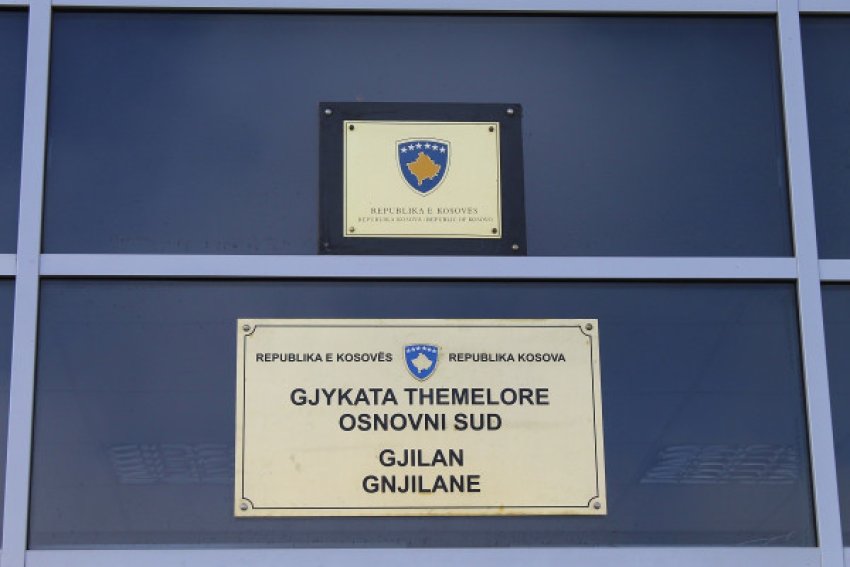 REPUBLIKA E KOSOVËS
REPUBLIKA KOSOVA / REPUBLIC OF KOSOVO
REPUBLIKA E KOSOVËS REPUBLIKA KOSOVA
GJYKATA THEMELORE
OSNOVNI SUD
GJILAN
GNJILANE